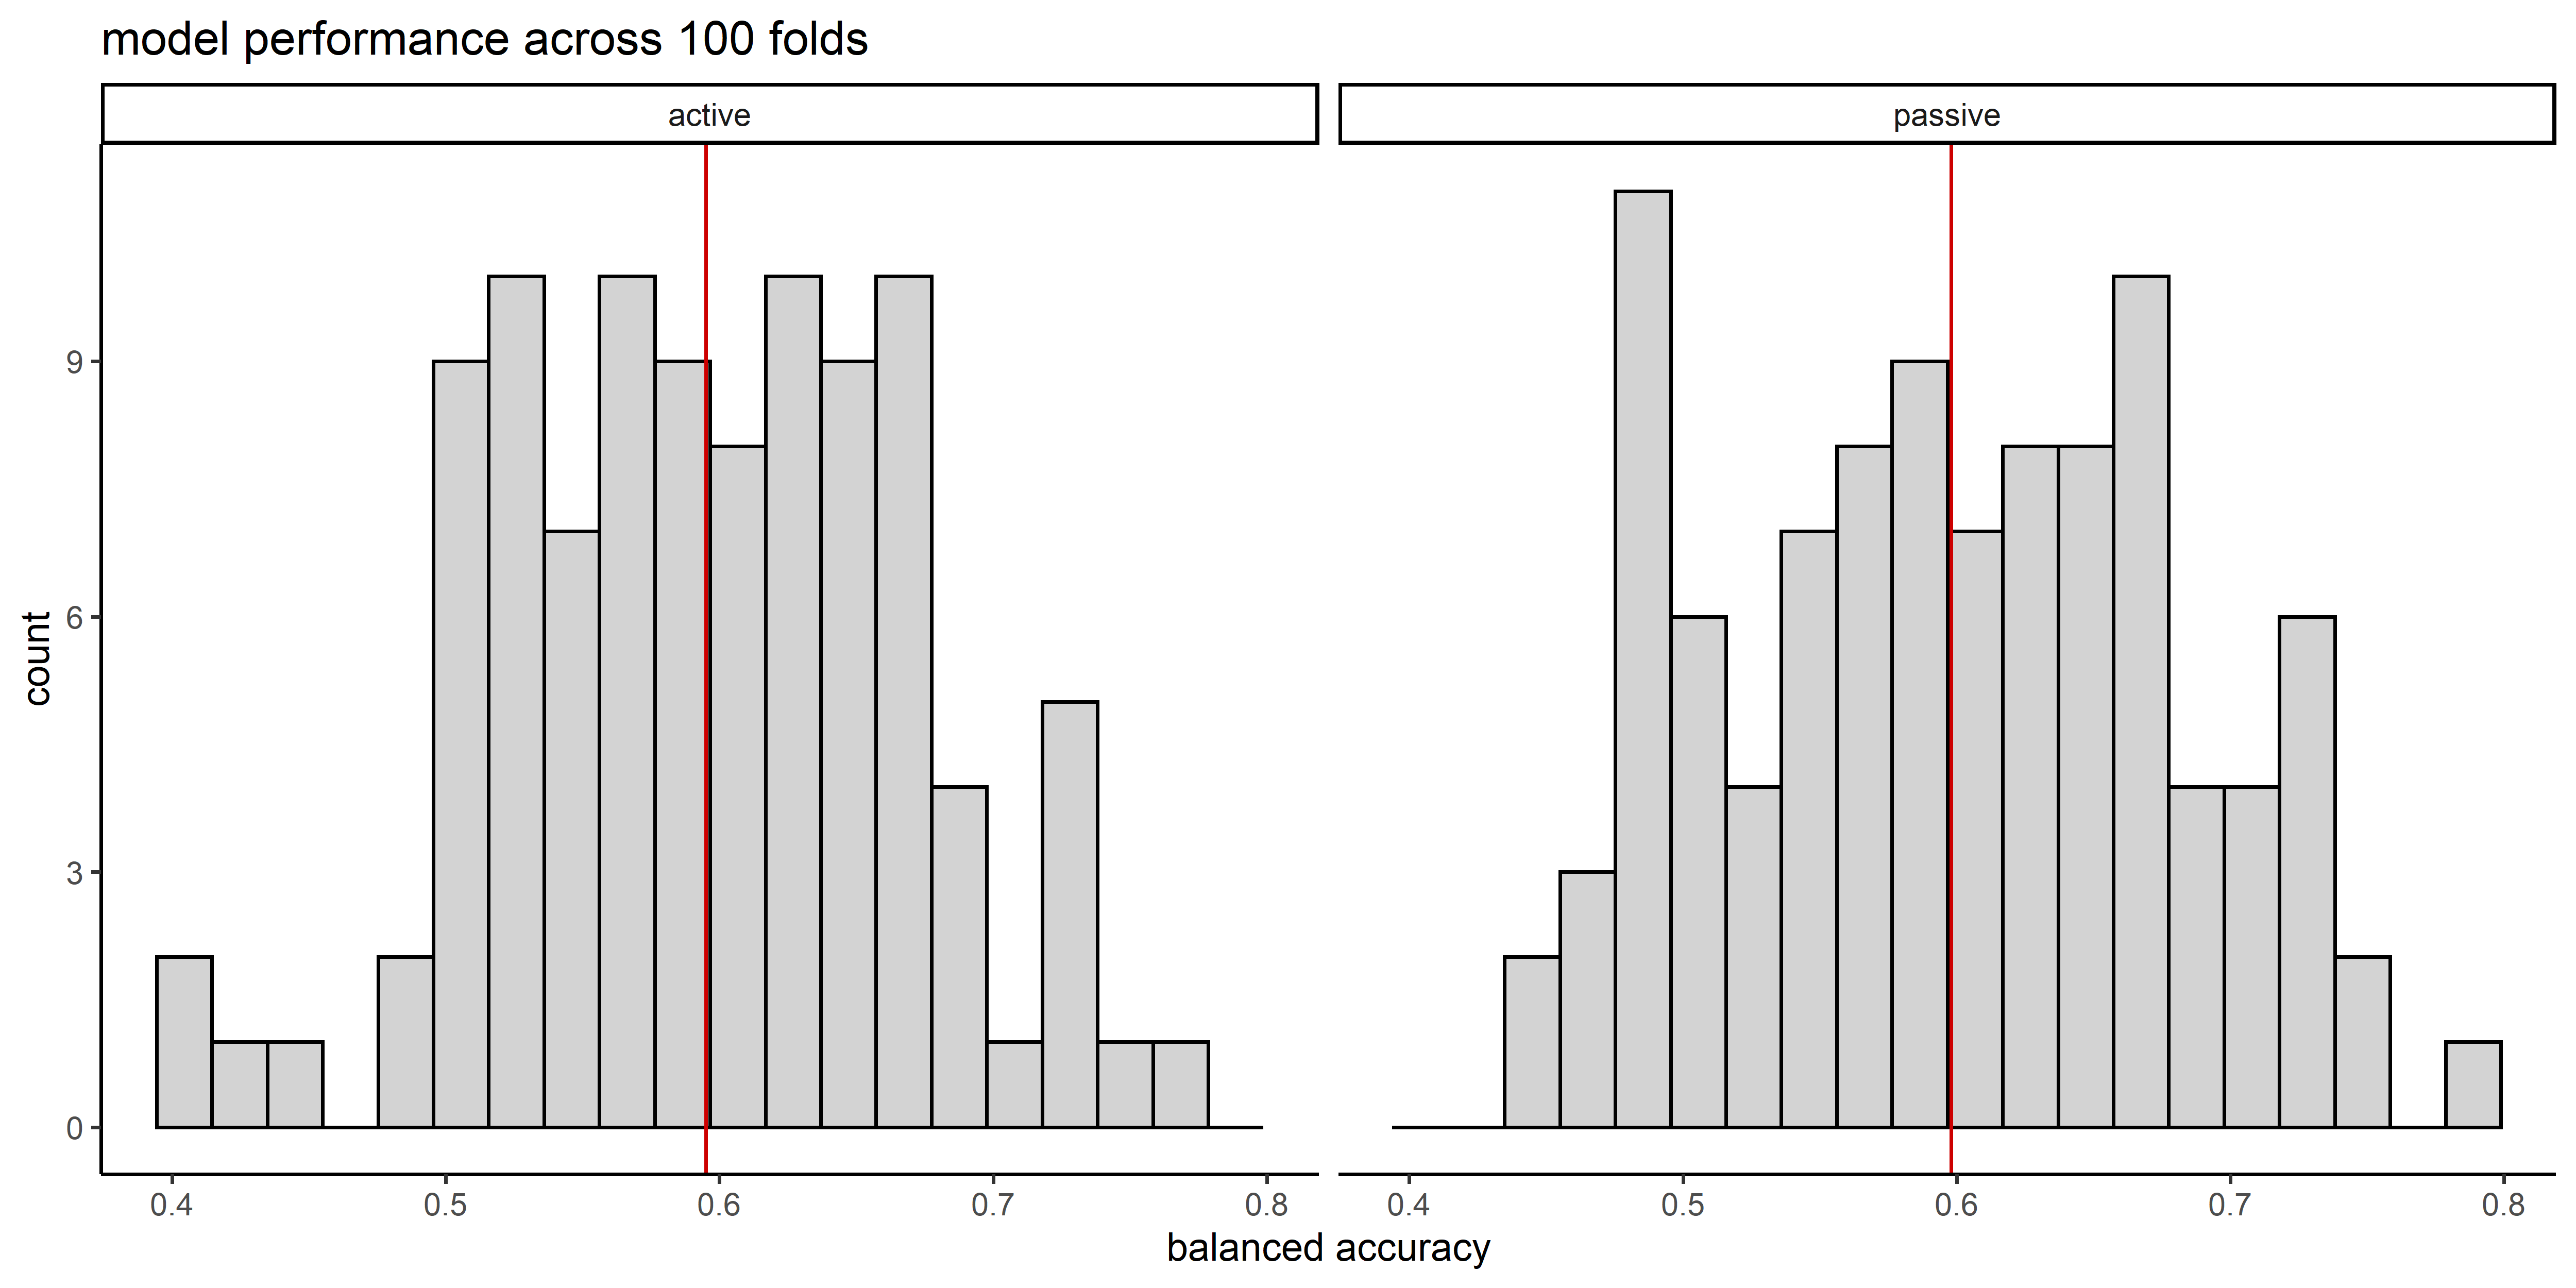 model performance across 100 folds
active
passive
count
9
6
3
0
0.4 0.5 0.6 0.7 0.8
0.4 0.5 0.6 0.7 0.8
balanced accuracy